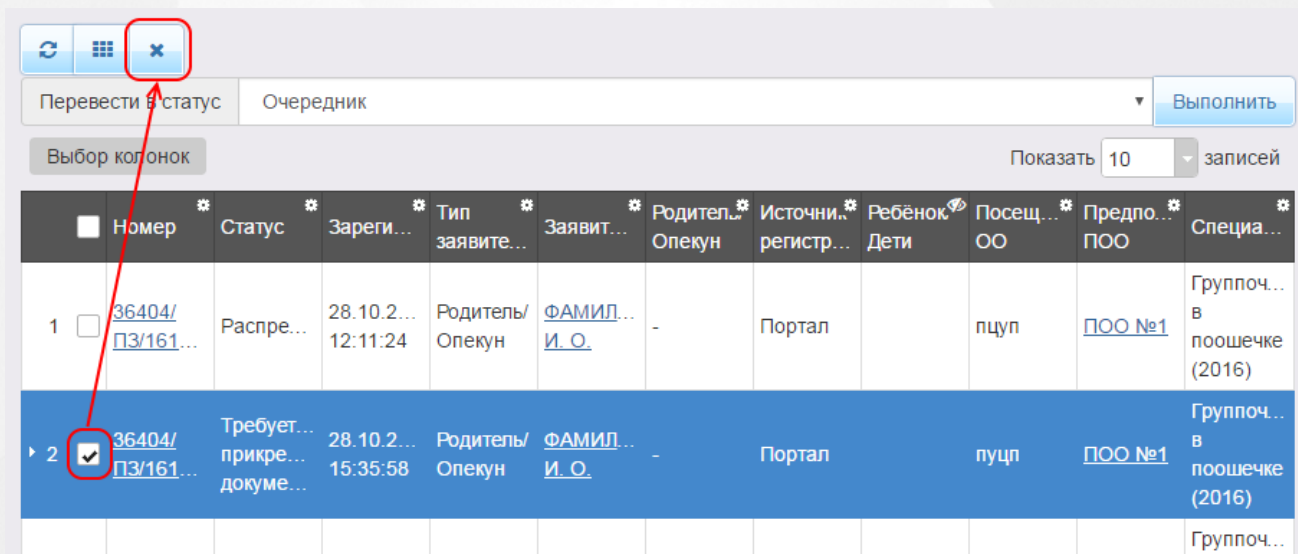 Перевести в статус Очередник Выполнить
Выбор колонок Показать 10 записей
Номер Статус Зареги... Тип заявите... Заявит... Родител... Опекун Источни... регистр... Ребёнок Дети Посещ... ОО Предпо... ПОО Специа...
1 36404/ПЗ/161... Распре... 28.10.2... 12:11:24 Родитель/Опекун ФАМИЛ... И. О. - Портал пцуп ПОО №1 Группоч... в поошечке (2016)
2 36404/ПЗ/161... Требует... прикре... докуме... 28.10.2... 15:35:58 Родитель/Опекун ФАМИЛ... И. О. - Портал пуцп ПОО №1 Группоч... в поошечке (2016)
Группоч...